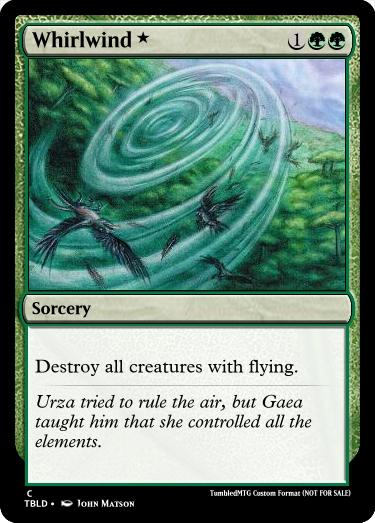 Whirlwind ★ 1
Sorcery
Destroy all creatures with flying.
Urza tried to rule the air, but Gaea
taught him that she controlled all the
elements.
C
TBLD • John Matson
TumbledMTG Custom Format (NOT FOR SALE)